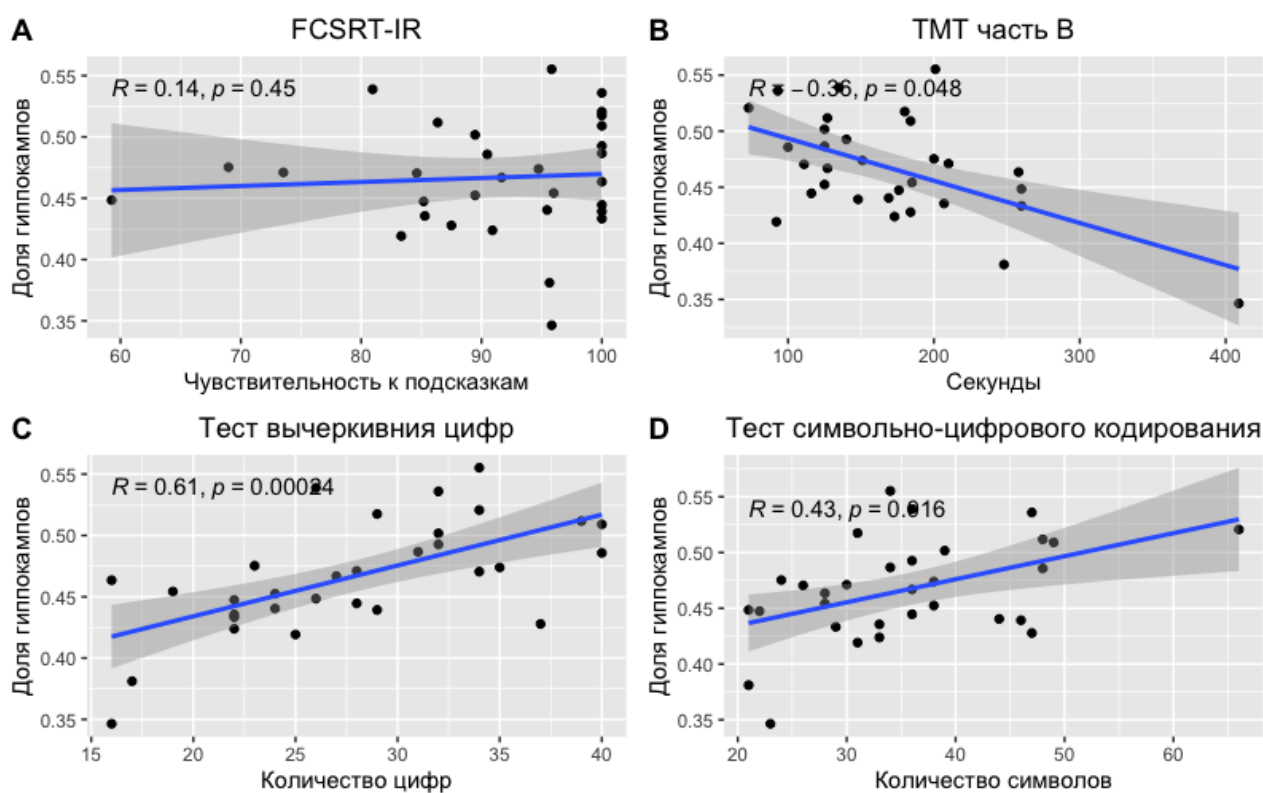 A FCSRT-IR
R = 0.14, p = 0.45
0.55
0.50
0.45
0.40
0.35
Доля гиппокампов
60 70 80 90 100
Чувствительность к подсказкам
B ТМТ часть В
R = −0.36, p = 0.048
0.55
0.50
0.45
0.40
0.35
Доля гиппокампов
100 200 300 400
Секунды
C Тест вычеркивния цифр
R = 0.61, p = 0.00024
0.55
0.50
0.45
0.40
0.35
Доля гиппокампов
15 20 25 30 35 40
Количество цифр
D Тест символьно-цифрового кодирования
R = 0.43, p = 0.016
0.55
0.50
0.45
0.40
0.35
Доля гиппокампов
20 30 40 50 60
Количество символов